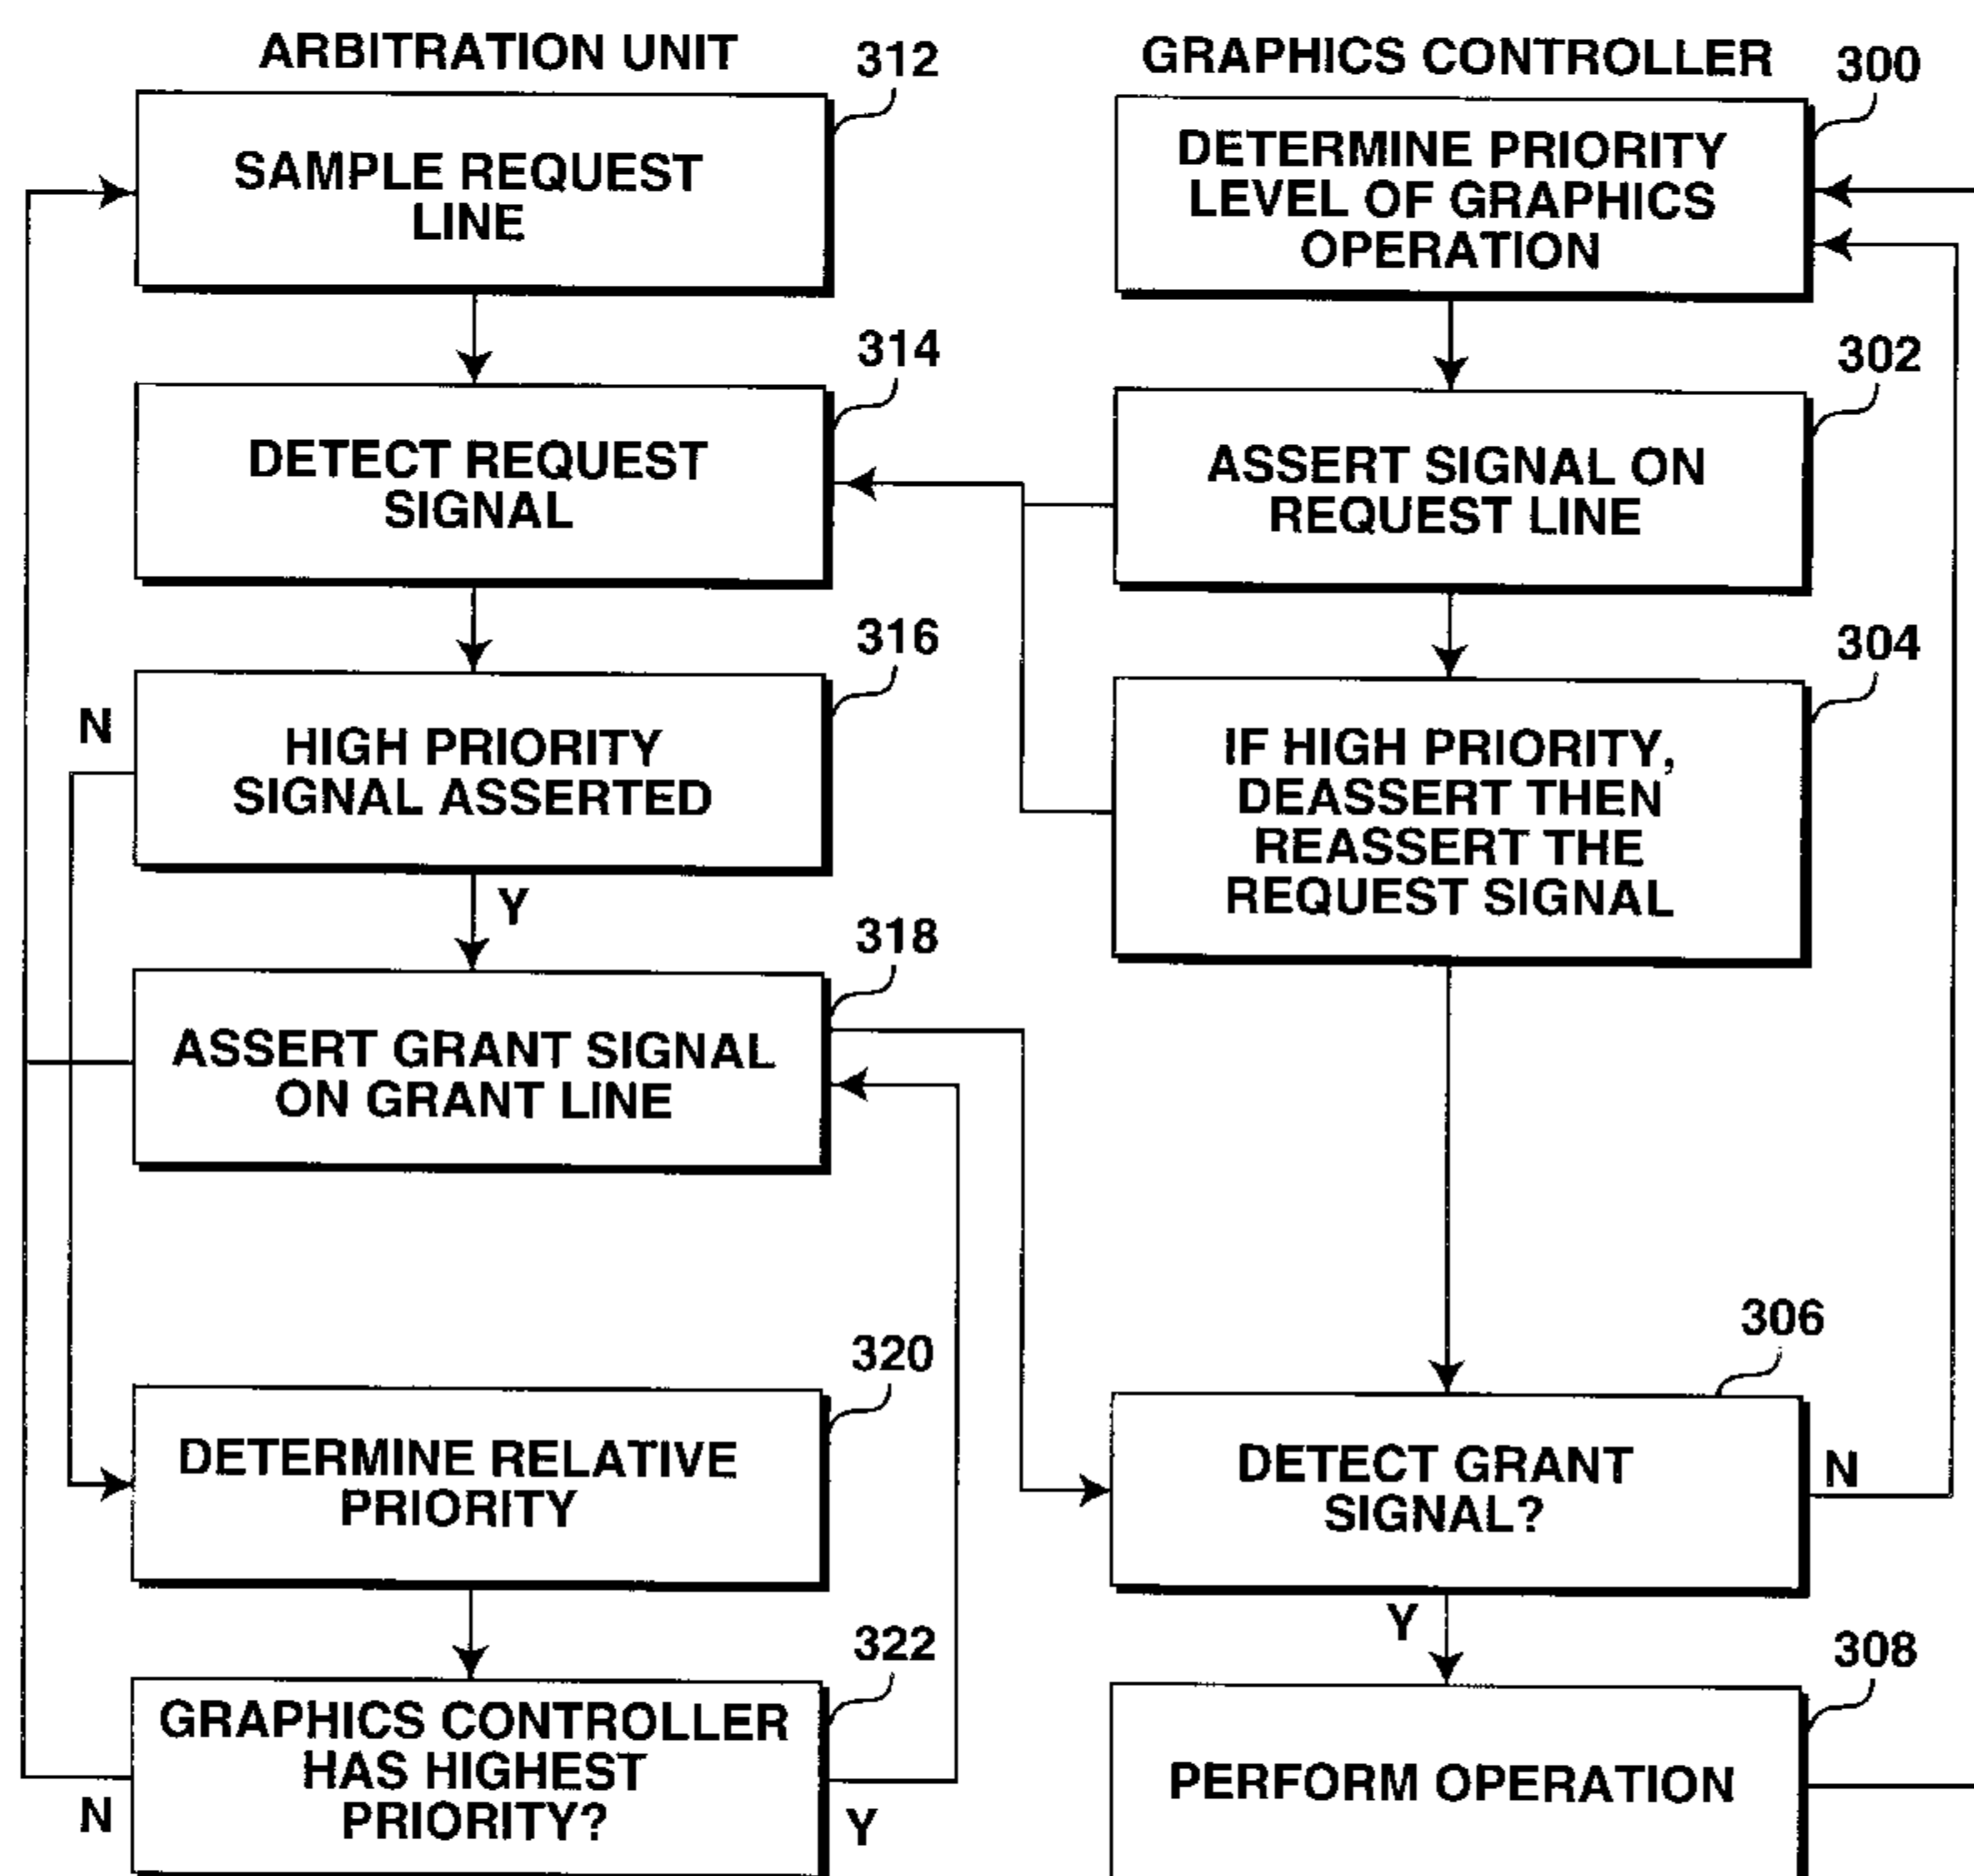 ARBITRATION UNIT
312
SAMPLE REQUEST
LINE
314
DETECT REQUEST
SIGNAL
316
N
HIGH PRIORITY
SIGNAL ASSERTED
Y
318
ASSERT GRANT SIGNAL
ON GRANT LINE
320
DETERMINE RELATIVE
PRIORITY
322
GRAPHICS CONTROLLER
HAS HIGHEST
PRIORITY?
N
Y
GRAPHICS CONTROLLER
300
DETERMINE PRIORITY
LEVEL OF GRAPHICS
OPERATION
302
ASSERT SIGNAL ON
REQUEST LINE
304
IF HIGH PRIORITY,
DEASSERT THEN
REASSERT THE
REQUEST SIGNAL
306
DETECT GRANT
SIGNAL?
N
Y
308
PERFORM OPERATION